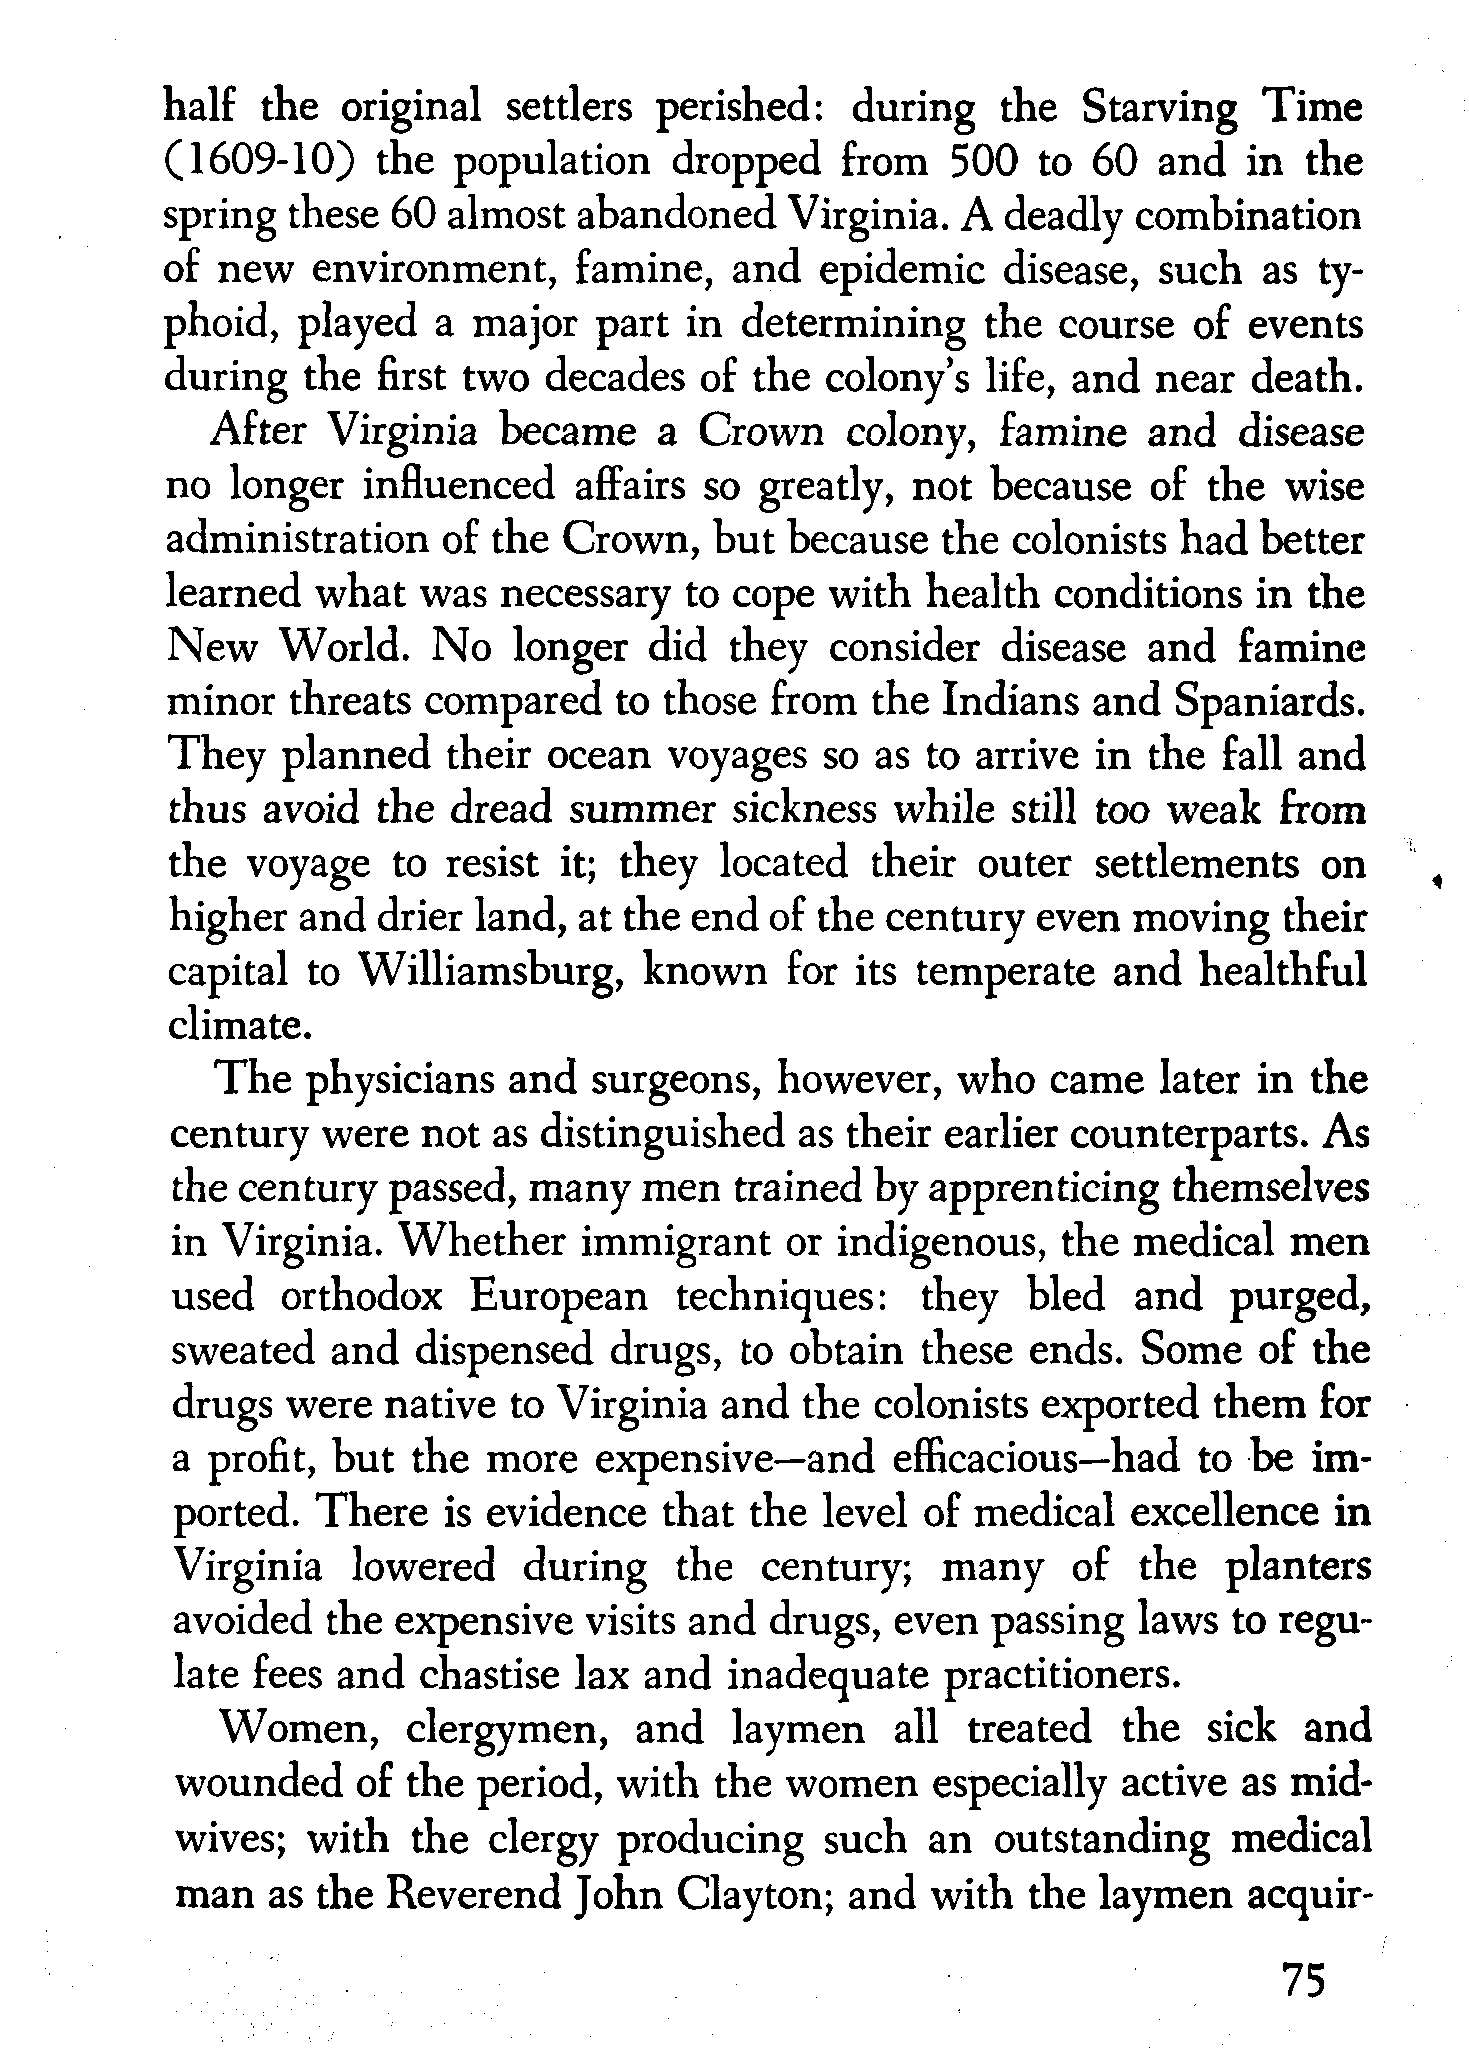 half the original settlers perished: during the Starving Time
(1609-10) the population dropped from 500 to 60 and in the
spring these 60 almost abandoned Virginia. A deadly combination
of new environment, famine, and epidemic disease, such as ty-
phoid, played a major part in determining the course of events
during the first two decades of the colony's life, and near death.
After Virginia became a Crown colony, famine and disease
no longer influenced affairs so greatly, not because of the wise
administration of the Crown, but because the colonists had better
learned what was necessary to cope with health conditions in the
New World. No longer did they consider disease and famine
minor threats compared to those from the Indians and Spaniards.
They planned their ocean voyages so as to arrive in the fall and
thus avoid the dread summer sickness while still too weak from
the voyage to resist it; they located their outer settlements on
higher and drier land, at the end of the century even moving their
capital to Williamsburg, known for its temperate and healthful
climate.
The physicians and surgeons, however, who came later in the
century were not as distinguished as their earlier counterparts. As
the century passed, many men trained by apprenticing themselves
in Virginia. Whether immigrant or indigenous, the medical men
used orthodox European techniques: they bled and purged,
sweated and dispensed drugs, to obtain these ends. Some of the
drugs were native to Virginia and the colonists exported them for
a profit, but the more expensive—and efficacious—had to be im-
ported. There is evidence that the level of medical excellence in
Virginia lowered during the century; many of the planters
avoided the expensive visits and drugs, even passing laws to regu-
late fees and chastise lax and inadequate practitioners.
Women, clergymen, and laymen all treated the sick and
wounded of the period, with the women especially active as mid-
wives; with the clergy producing such an outstanding medical
man as the Reverend John Clayton; and with the laymen acquir-
75